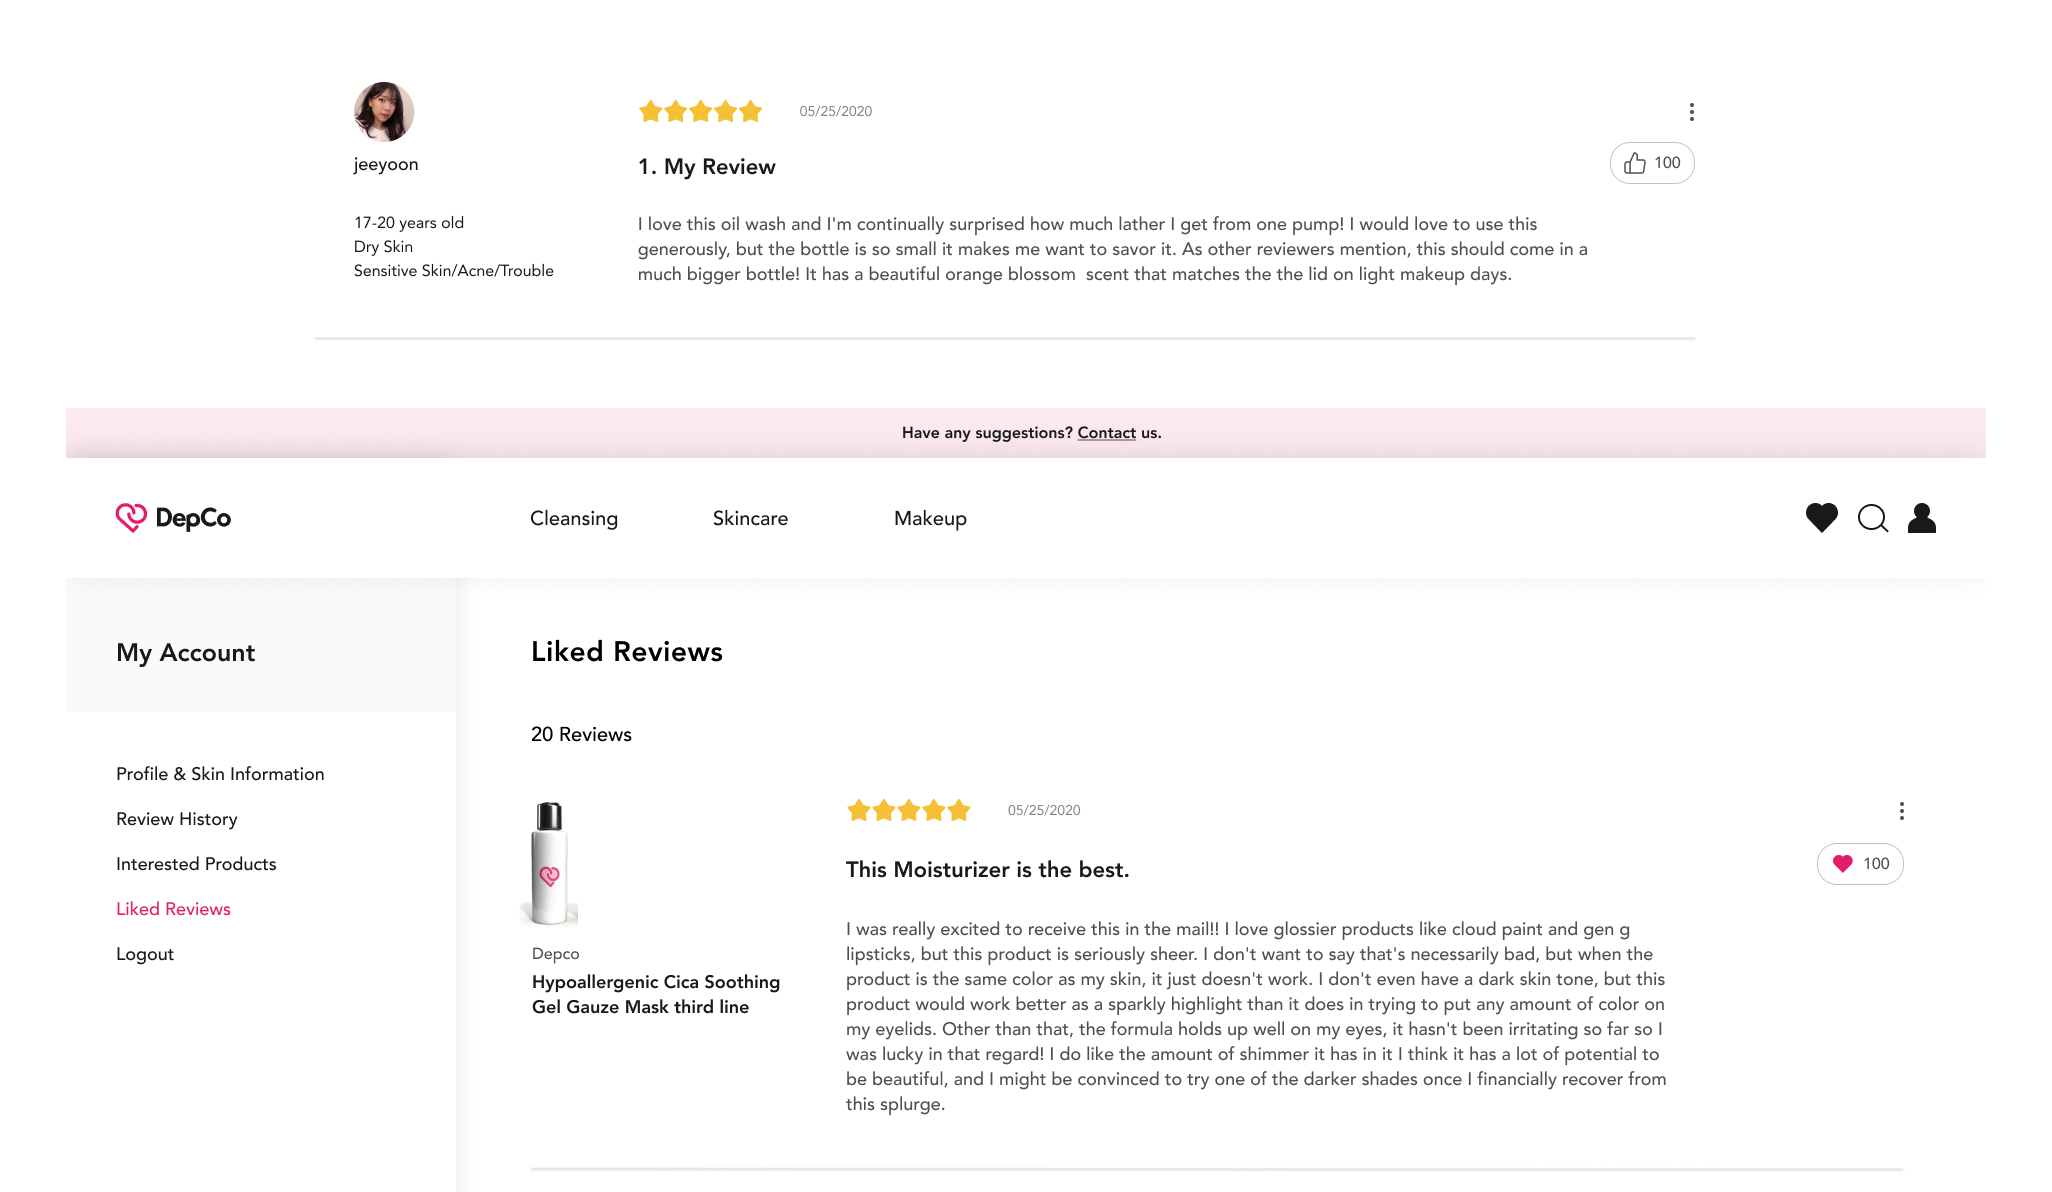 jeeyoon
17-20 years old
Dry Skin
Sensitive Skin/Acne/Trouble
05/25/2020
1. My Review
100
I love this oil wash and I'm continually surprised how much lather I get from one pump! I would love to use this
generously, but the bottle is so small it makes me want to savor it. As other reviewers mention, this should come in a
much bigger bottle! It has a beautiful orange blossom  scent that matches the the lid on light makeup days.
Have any suggestions? Contact us.
DepCo
Cleansing
Skincare
Makeup
My Account
Profile & Skin Information
Review History
Interested Products
Liked Reviews
Logout
Liked Reviews
20 Reviews
Depco
Hypoallergenic Cica Soothing
Gel Gauze Mask third line
05/25/2020
This Moisturizer is the best.
100
I was really excited to receive this in the mail!! I love glossier products like cloud paint and gen g
lipsticks, but this product is seriously sheer. I don't want to say that's necessarily bad, but when the
product is the same color as my skin, it just doesn't work. I don't even have a dark skin tone, but this
product would work better as a sparkly highlight than it does in trying to put any amount of color on
my eyelids. Other than that, the formula holds up well on my eyes, it hasn't been irritating so far so I
was lucky in that regard! I do like the amount of shimmer it has in it I think it has a lot of potential to
be beautiful, and I might be convinced to try one of the darker shades once I financially recover from
this splurge.